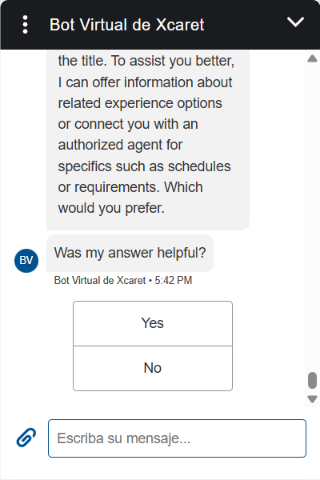 Bot Virtual de Xcaret
the title. To assist you better,
I can offer information about
related experience options
or connect you with an
authorized agent for
specifics such as schedules
or requirements. Which
would you prefer.
Was my answer helpful?
BV
Bot Virtual de Xcaret • 5:42 PM
Yes
No
Escriba su mensaje...